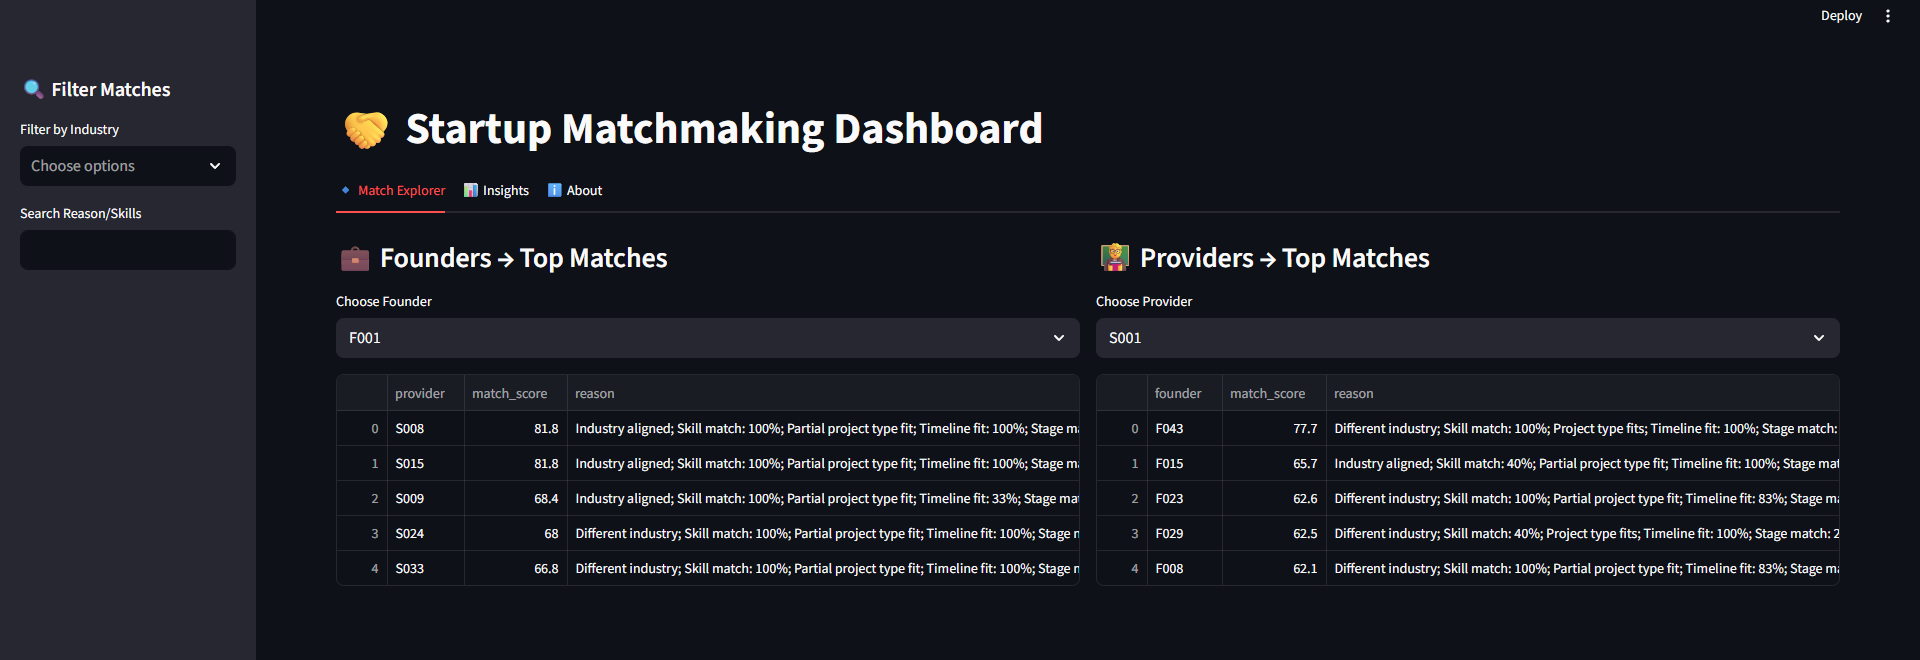 Deploy
Filter Matches
Filter by Industry
Choose options
Search Reason/Skills
Startup Matchmaking Dashboard
Match Explorer Insights About
Founders → Top Matches
Choose Founder
F001
provider match_score reason
0 S008 81.8 Industry aligned; Skill match: 100%; Partial project type fit; Timeline fit: 100%; Stage
1 S015 81.8 Industry aligned; Skill match: 100%; Partial project type fit; Timeline fit: 100%; Stage
2 S009 68.4 Industry aligned; Skill match: 100%; Partial project type fit; Timeline fit: 33%; Stage
3 S024 68 Different industry; Skill match: 100%; Partial project type fit; Timeline fit: 100%; Stage
4 S033 66.8 Different industry; Skill match: 100%; Partial project type fit; Timeline fit: 100%; Stage
Providers → Top Matches
Choose Provider
S001
founder match_score reason
0 F043 77.7 Different industry; Skill match: 100%; Project type fits; Timeline fit: 100%; Stage match:
1 F015 65.7 Industry aligned; Skill match: 40%; Partial project type fit; Timeline fit: 100%; Stage
2 F023 62.6 Different industry; Skill match: 100%; Partial project type fit; Timeline fit: 83%; Stage
3 F029 62.5 Different industry; Skill match: 40%; Project type fits; Timeline fit: 100%; Stage match: 2
4 F008 62.1 Different industry; Skill match: 100%; Partial project type fit; Timeline fit: 83%; Stage